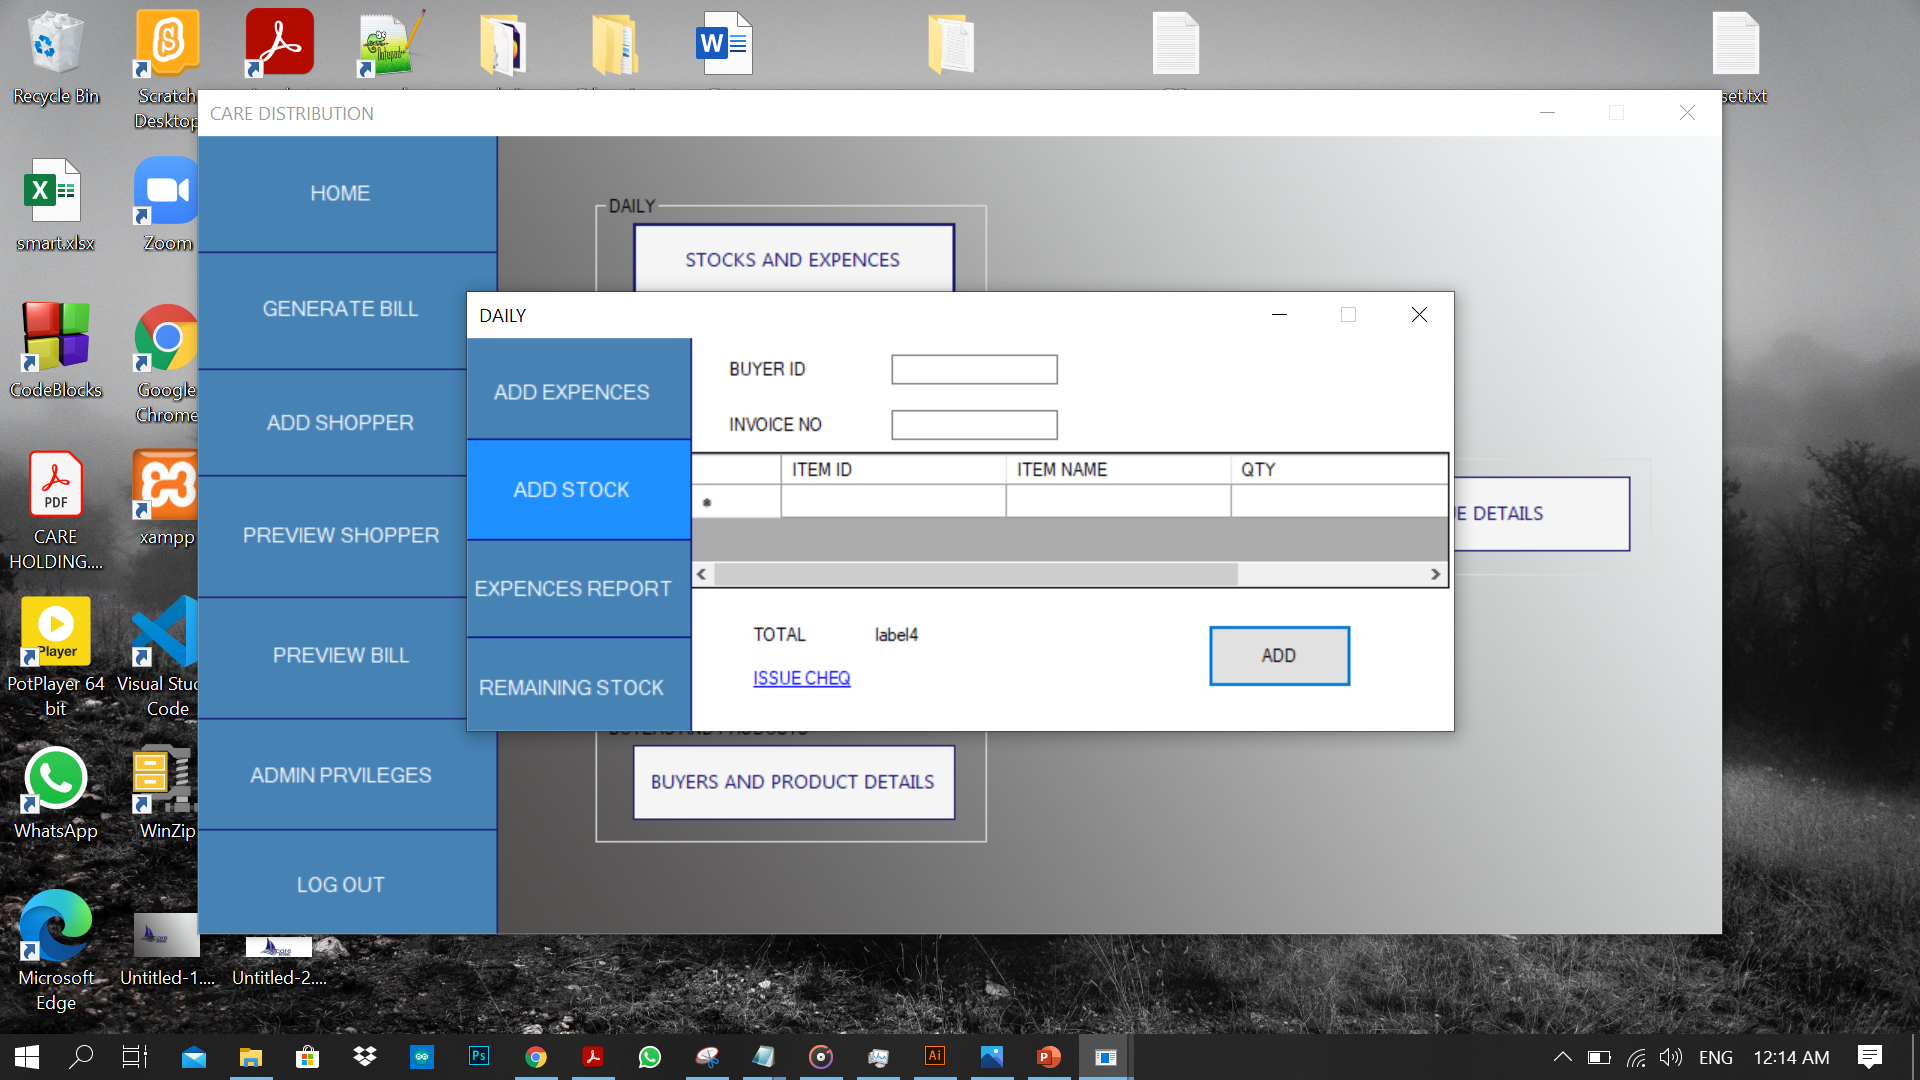 Recycle Bin
Scratch
Desktop
set.txt
smart.xlsx
Zoom
CodeBlocks
Google
Chrome
PDF
CARE
HOLDING....
xampp
Player
PotPlayer 64
bit
Visual Stu
Code
WhatsApp
WinZip
Microsoft
Edge
Untitled-1....
Untitled-2....
CARE DISTRIBUTION
HOME
GENERATE BILL
ADD SHOPPER
PREVIEW SHOPPER
PREVIEW BILL
ADMIN PRVILEGES
LOG OUT
DAILY
STOCKS AND EXPENCES
E DETAILS
BUYERS AND PRODUCTS
BUYERS AND PRODUCT DETAILS
DAILY
ADD EXPENCES
ADD STOCK
EXPENCES REPORT
REMAINING STOCK
BUYER ID
INVOICE NO
ITEM ID ITEM NAME QTY
TOTAL label4
ISSUE CHEQ
ADD
ENG 12:14 AM